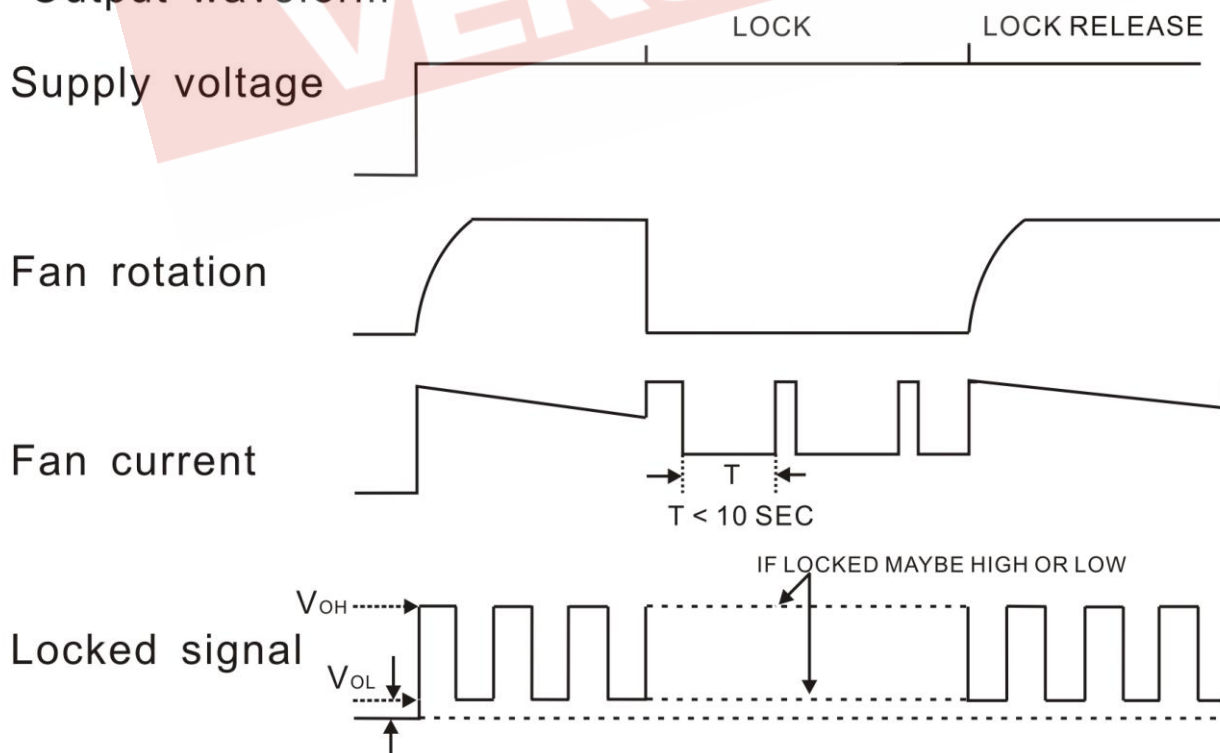 Output waveform
LOCK
LOCK RELEASE
Supply voltage
Fan rotation
Fan current
T
T < 10 SEC
IF LOCKED MAYBE HIGH OR LOW
VOH
Locked signal
VOL